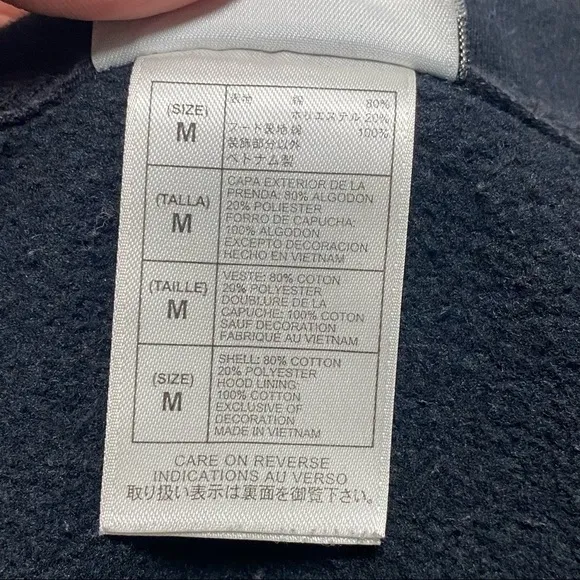 (SIZE)
M
表地 綿 80%
ポリエステル 20%
フード裏地 綿 100%
装飾部分以外
ベトナム製
(TALLA)
M
CAPA EXTERIOR DE LA
PRENDA: 80% ALGODON
20% POLIESTER
FORRO DE CAPUCHA:
100% ALGODON
EXCEPTO DECORACION
HECHO EN VIETNAM
(TAILLE)
M
VESTE: 80% COTON
20% POLYESTER
DOUBLURE DE LA
CAPUCHE: 100% COTON
SAUF DECORATION
FABRIQUÉ AU VIETNAM
(SIZE)
M
SHELL: 80% COTTON
20% POLYESTER
HOOD LINING:
100% COTTON
EXCLUSIVE OF
DECORATION
MADE IN VIETNAM
CARE ON REVERSE
INDICATIONS AU VERSO
取り扱い表示は裏面を御覧下さい。